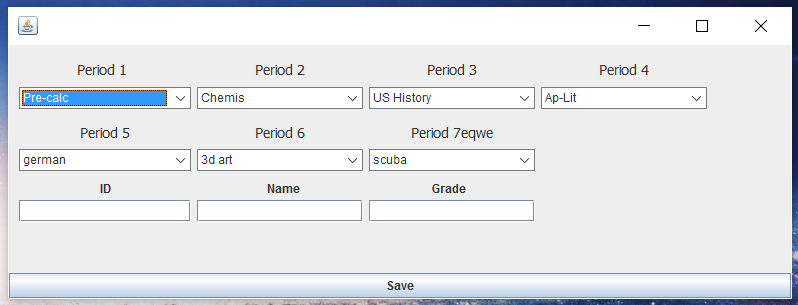 Period 1 Period 2 Period 3 Period 4
Pre-calc Chemis US History Ap-Lit
Period 5 Period 6 Period 7eqwe
german 3d art scuba
ID Name Grade
Save